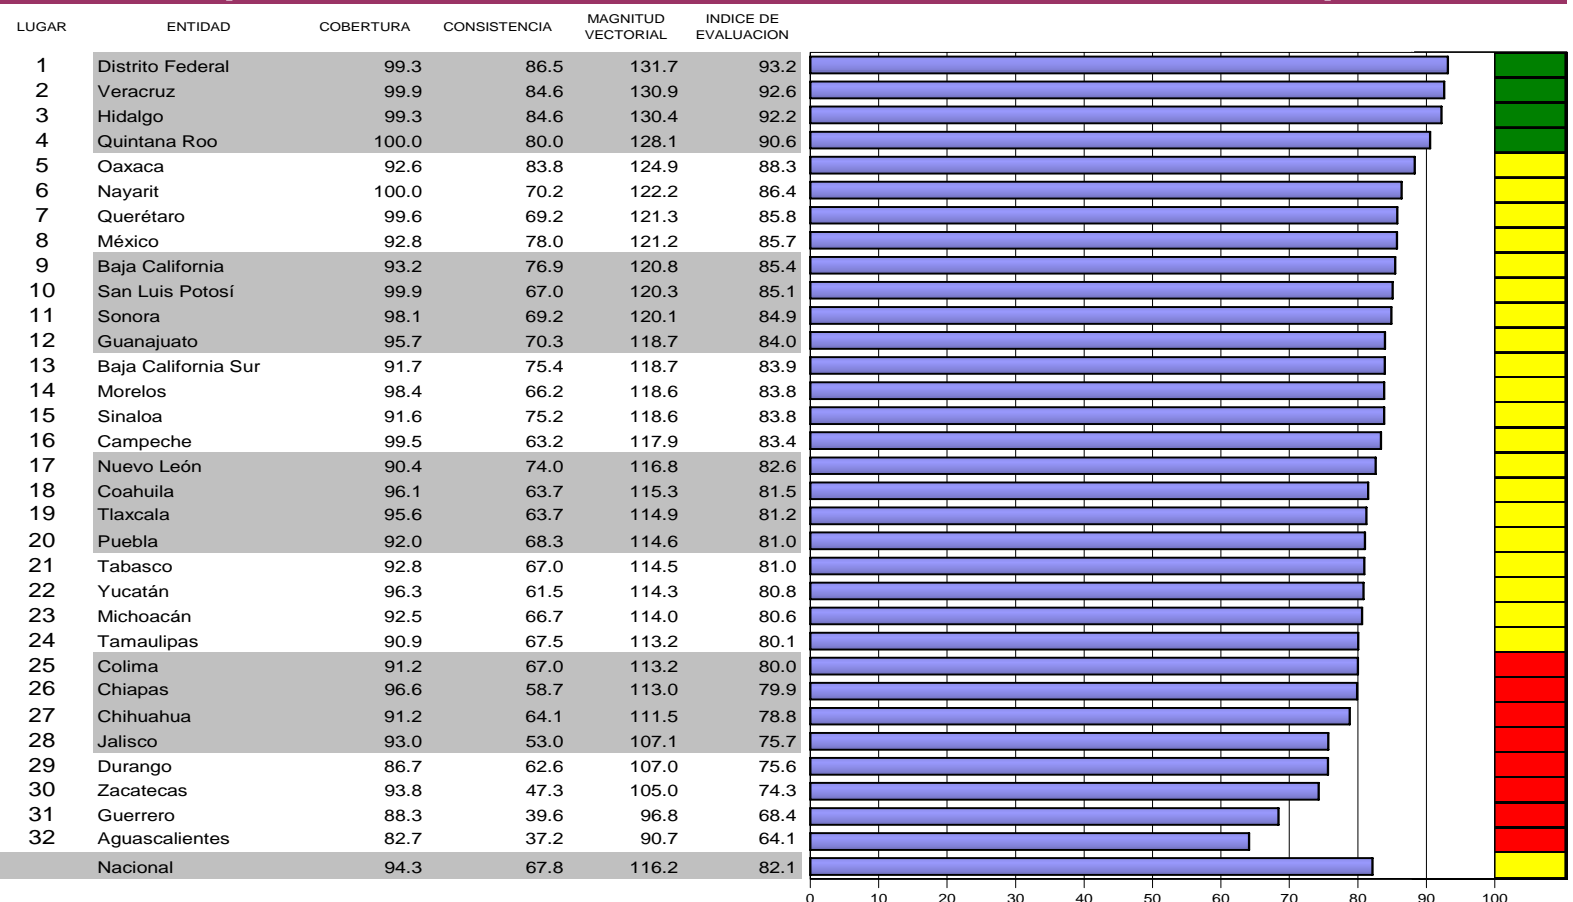 LUGAR ENTIDAD COBERTURA CONSISTENCIA MAGNITUD VECTORIAL INDICE DE EVALUACION
1 Distrito Federal 99.3 86.5 131.7 93.2
2 Veracruz 99.9 84.6 130.9 92.6
3 Hidalgo 99.3 84.6 130.4 92.2
4 Quintana Roo 100.0 80.0 128.1 90.6
5 Oaxaca 92.6 83.8 124.9 88.3
6 Nayarit 100.0 70.2 122.2 86.4
7 Querétaro 99.6 69.2 121.3 85.8
8 México 92.8 78.0 121.2 85.7
9 Baja California 93.2 76.9 120.8 85.4
10 San Luis Potosí 99.9 67.0 120.3 85.1
11 Sonora 98.1 69.2 120.1 84.9
12 Guanajuato 95.7 70.3 118.7 84.0
13 Baja California Sur 91.7 75.4 118.7 83.9
14 Morelos 98.4 66.2 118.6 83.8
15 Sinaloa 91.6 75.2 118.6 83.8
16 Campeche 99.5 63.2 117.9 83.4
17 Nuevo León 90.4 74.0 116.8 82.6
18 Coahuila 96.1 63.7 115.3 81.5
19 Tlaxcala 95.6 63.7 114.9 81.2
20 Puebla 92.0 68.3 114.6 81.0
21 Tabasco 92.8 67.0 114.5 81.0
22 Yucatán 96.3 61.5 114.3 80.8
23 Michoacán 92.5 66.7 114.0 80.6
24 Tamaulipas 90.9 67.5 113.2 80.1
25 Colima 91.2 67.0 113.2 80.0
26 Chiapas 96.6 58.7 113.0 79.9
27 Chihuahua 91.2 64.1 111.5 78.8
28 Jalisco 93.0 53.0 107.1 75.7
29 Durango 86.7 62.6 107.0 75.6
30 Zacatecas 93.8 47.3 105.0 74.3
31 Guerrero 88.3 39.6 96.8 68.4
32 Aguascalientes 82.7 37.2 90.7 64.1
Nacional 94.3 67.8 116.2 82.1
0 10 20 30 40 50 60 70 80 90 100